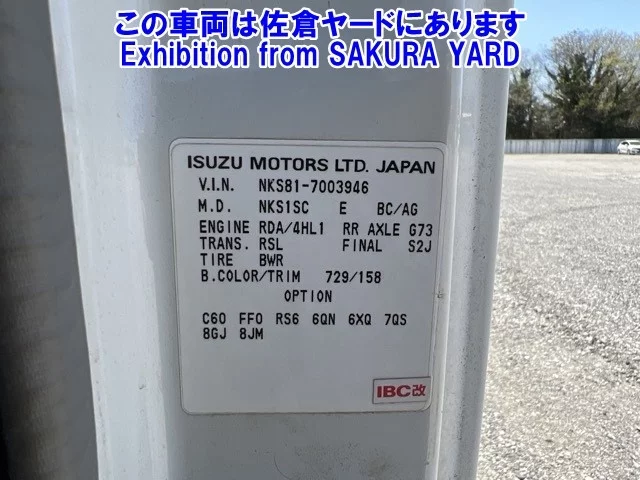 この車両は佐倉ヤードにあります
Exhibition from SAKURA YARD
ISUZU MOTORS LTD. JAPAN
V.I.N. NKS81-7003946
M.D. NKS1SC E BC/AG
ENGINE RDA/4HL1 RR AXLE G73
TRANS. RSL FINAL S2J
TIRE BWR
B.COLOR/TRIM 729/158
OPTION
C60 FF0 RS6 6QN 6XQ 7QS
8GJ 8JM
IBC改